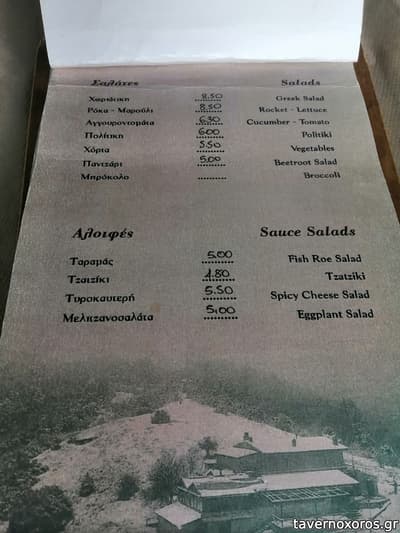 Σαλάτες Salads
Χωριάτικη 8.50 Greek Salad
Ρόκα - Μαρούλι 8.50 Rocket - Lettuce
Αγγουροντομάτα 6.30 Cucumber - Tomato
Πολίτικη 6.00 Politiki
Χόρτα 5.50 Vegetables
Παντζάρι 5.00 Beetroot Salad
Μπρόκολο .......... Broccoli
Αλοιφές Sauce Salads
Ταραμάς 5.00 Fish Roe Salad
Τζατζίκι 4.80 Tzatziki
Τυροκαυτερή 5.50 Spicy Cheese Salad
Μελιτζανοσαλάτα 5,00 Eggplant Salad
tavernoxoros.gr